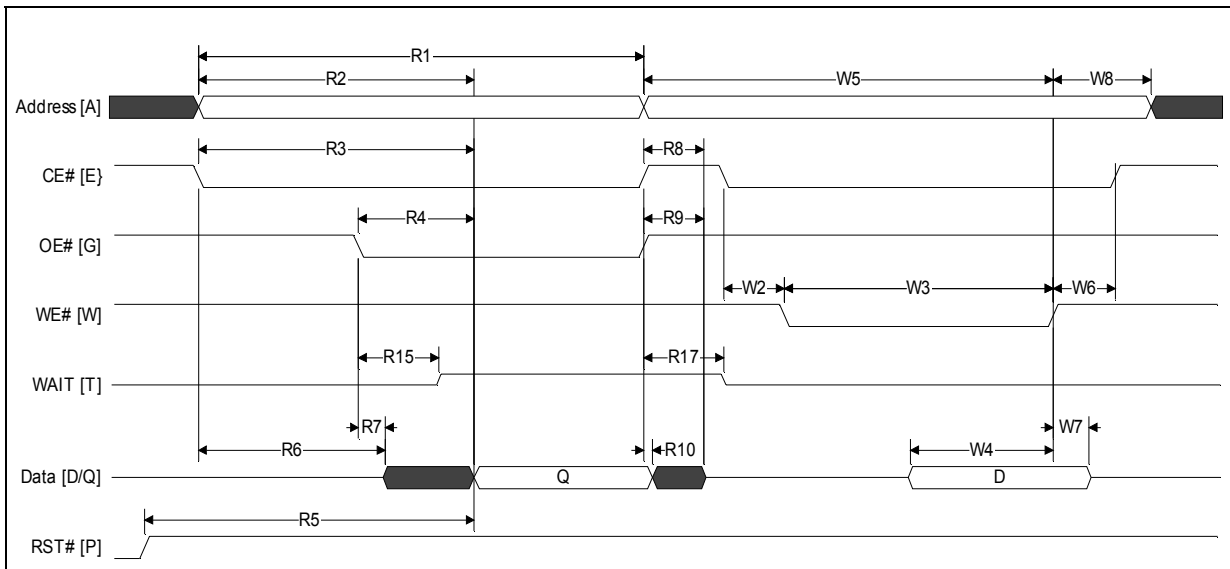 R1
R2 W5 W8
Address [A]
R3 R8
CE# [E}
R4 R9
OE# [G]
W2 W3 W6
WE# [W]
R15 R17
WAIT [T]
R7 W7
R6 R10 W4
Data [D/Q] Q D
R5
RST# [P]